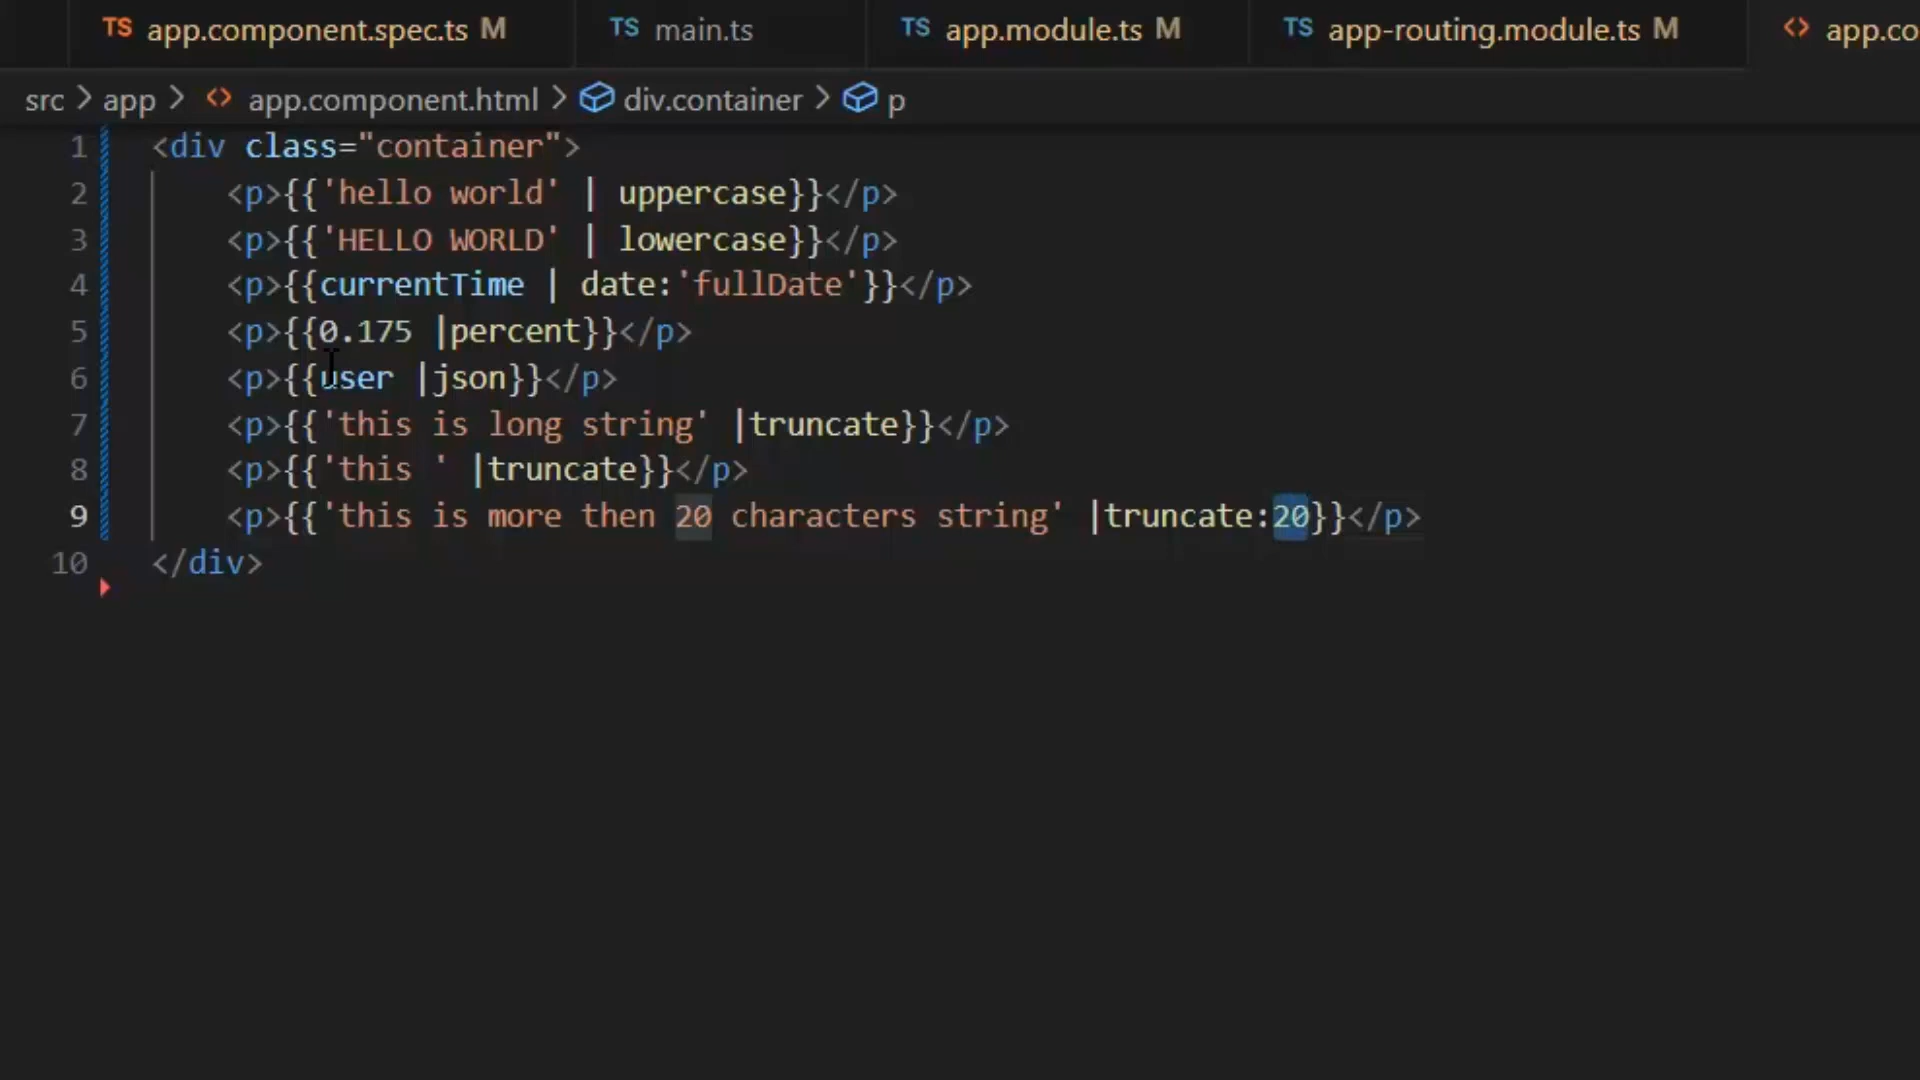 TS app.component.spec.ts M TS main.ts TS app.module.ts M TS app-routing.module.ts M <> app.co
src > app > <> app.component.html > div.container > p
1 <div class="container">
2 <p>{{'hello world' | uppercase}}</p>
3 <p>{{'HELLO WORLD' | lowercase}}</p>
4 <p>{{currentTime | date:'fullDate'}}</p>
5 <p>{{0.175 |percent}}</p>
6 <p>{{user |json}}</p>
7 <p>{{'this is long string' |truncate}}</p>
8 <p>{{'this ' |truncate}}</p>
9 <p>{{'this is more then 20 characters string' |truncate:20}}</p>
10 </div>